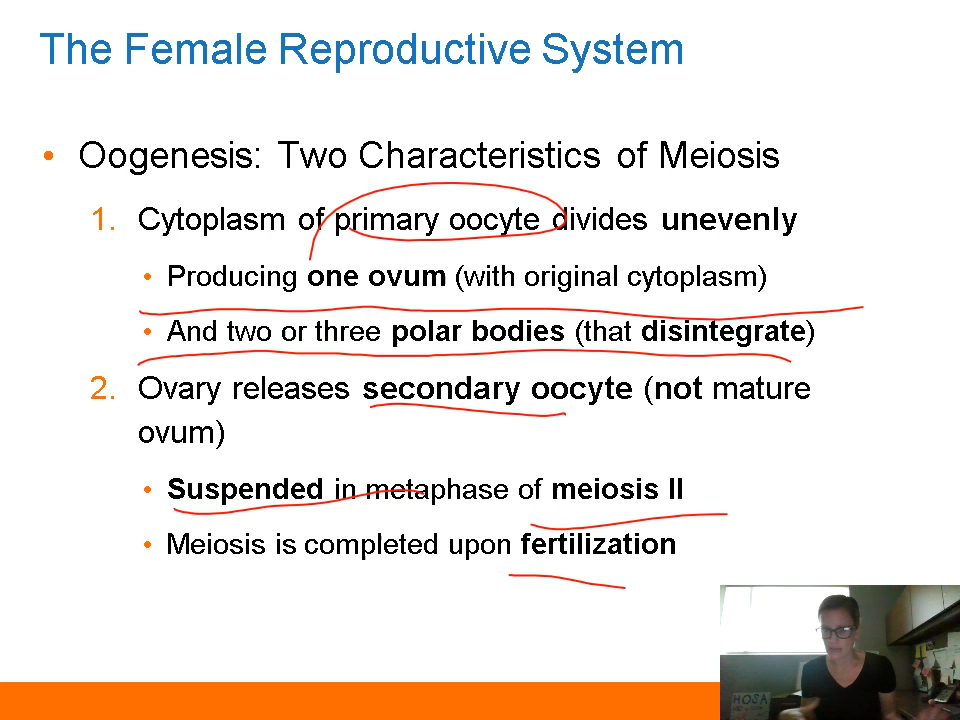 The Female Reproductive System
• Oogenesis: Two Characteristics of Meiosis
1. Cytoplasm of primary oocyte divides unevenly
• Producing one ovum (with original cytoplasm)
• And two or three polar bodies (that disintegrate)
2. Ovary releases secondary oocyte (not mature
ovum)
• Suspended in metaphase of meiosis II
• Meiosis is completed upon fertilization
HOSA